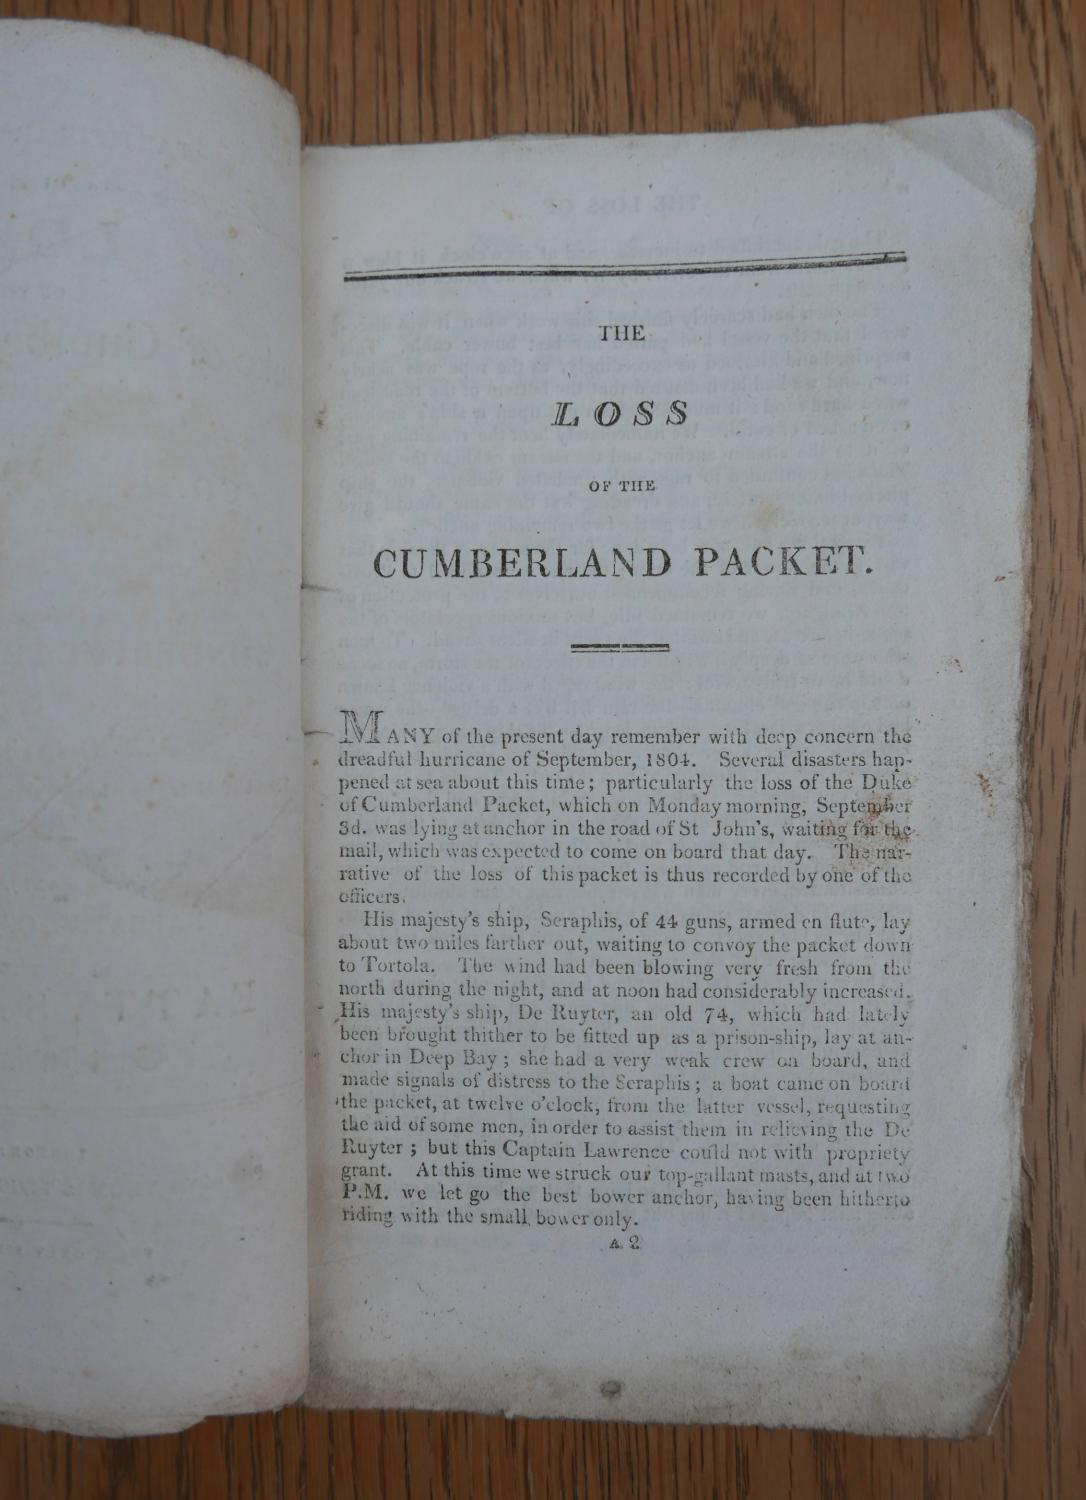 THE
LOSS
OF THE
CUMBERLAND PACKET.
MANY of the present day remember with deep concern the
dreadful hurricane of September, 1804. Several disasters hap-
pened at sea about this time; particularly the loss of the Duke
of Cumberland Packet, which on Monday morning, September
3d. was lying at anchor in the road of St John's, waiting for the
mail, which was expected to come on board that day. The nar-
rative of the loss of this packet is thus recorded by one of the
officers.
His majesty's ship, Seraphis, of 44 guns, armed en flute, lay
about two miles farther out, waiting to convoy the packet down
to Tortola. The wind had been blowing very fresh from the
north during the night, and at noon had considerably increased.
His majesty's ship, De Ruyter, an old 74, which had lately
been brought thither to be fitted up as a prison-ship, lay at an-
chor in Deep Bay; she had a very weak crew on board, and
made signals of distress to the Seraphis; a boat came on board
the packet, at twelve o'clock, from the latter vessel, requesting
the aid of some men, in order to assist them in relieving the De
Ruyter; but this Captain Lawrence could not with propriety
grant. At this time we struck our top-gallant masts, and at two
P.M. we let go the best bower anchor, having been hitherto
riding with the small bower only.
A 2